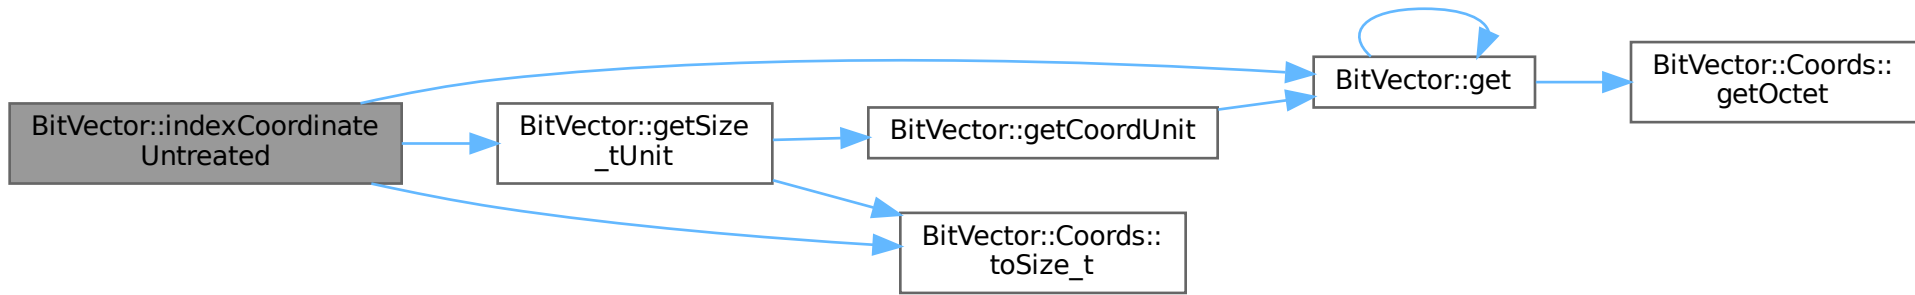 BitVector::indexCoordinate
Untreated
BitVector::getSize
_tUnit
BitVector::getCoordUnit
BitVector::Coords::
toSize_t
BitVector::get
BitVector::Coords::
getOctet